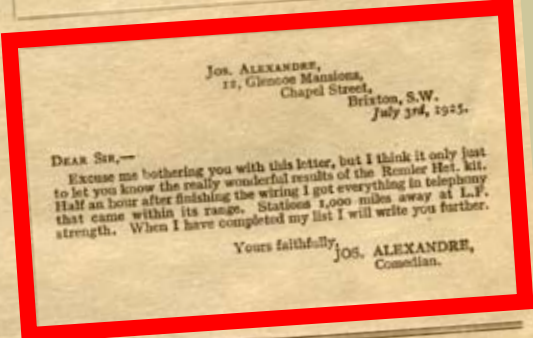 Jos. Alexandre,
12, Glencoe Mansions,
Chapel Street,
Brixton, S.W.
July 3rd, 1925.
Dear Sir,—
Excuse me bothering you with this letter, but I think it only just
to let you know the really wonderful results of the Remler Het. kit.
Half an hour after finishing the wiring I got everything in telephony
that came within its range. Stations 1,000 miles away at L.F.
strength. When I have completed my list I will write you further.
Yours faithfully,
JOS. ALEXANDRE,
Comedian.